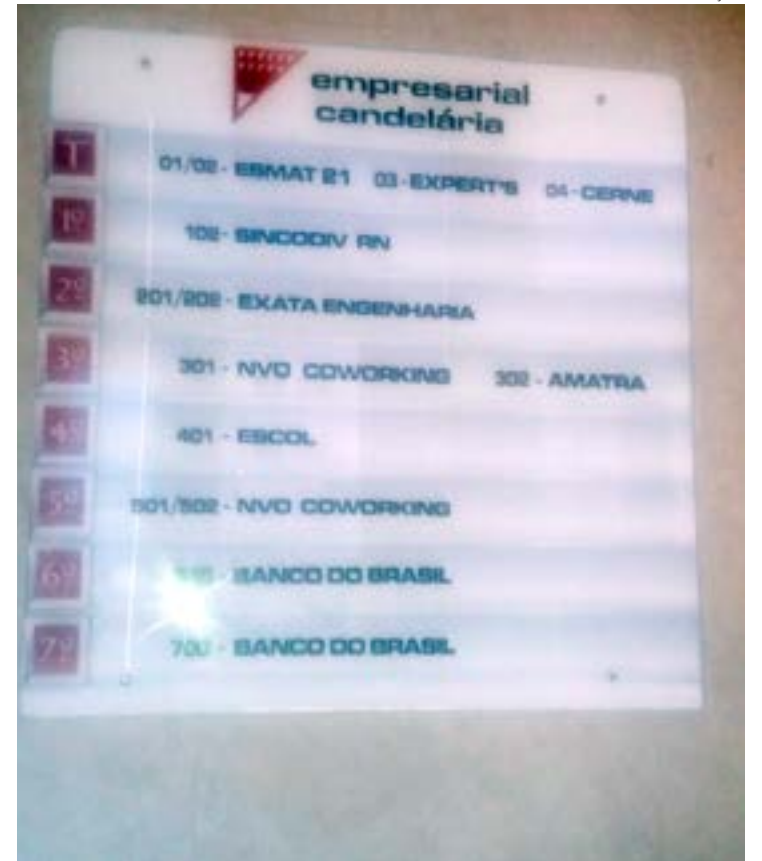 empresarial
candelária
T 01/02 - ESMAT 21 03 - EXPERT'S 04 - CERNE
1º 102 - SINCODIV RN
2º 201/202 - EXATA ENGENHARIA
3º 301 - NVO COWORKING 302 - AMATRA
4º 401 - ESCOL
5º 501/502 - NVO COWORKING
6º BANCO DO BRASIL
7º BANCO DO BRASIL